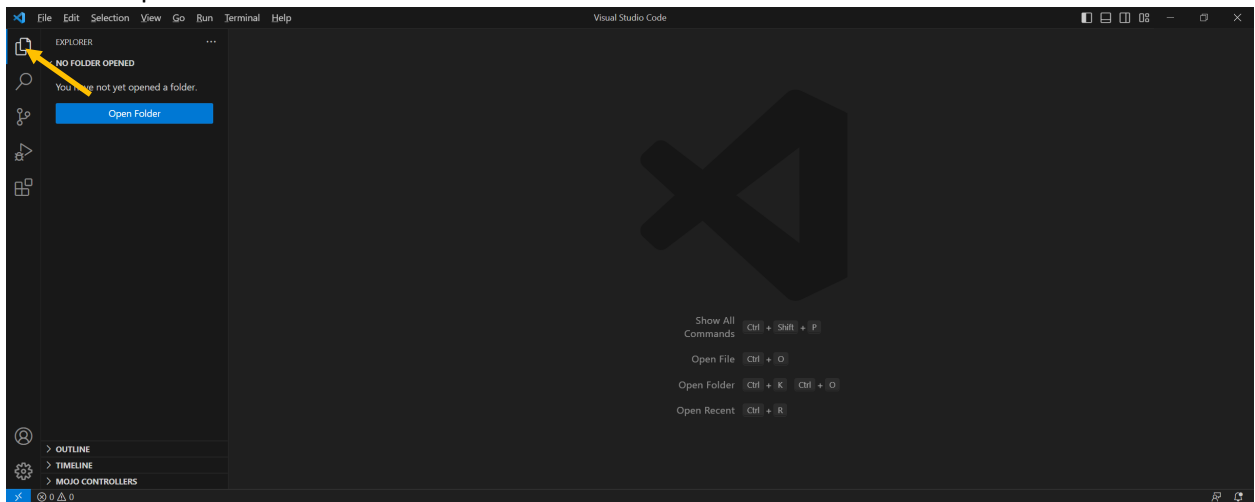 File Edit Selection View Go Run Terminal Help
Visual Studio Code
EXPLORER
NO FOLDER OPENED
You have not yet opened a folder.
Open Folder
Show All
Commands Ctrl + Shift + P
Open File Ctrl + O
Open Folder Ctrl + K Ctrl + O
Open Recent Ctrl + R
OUTLINE
TIMELINE
MOJO CONTROLLERS
0 0